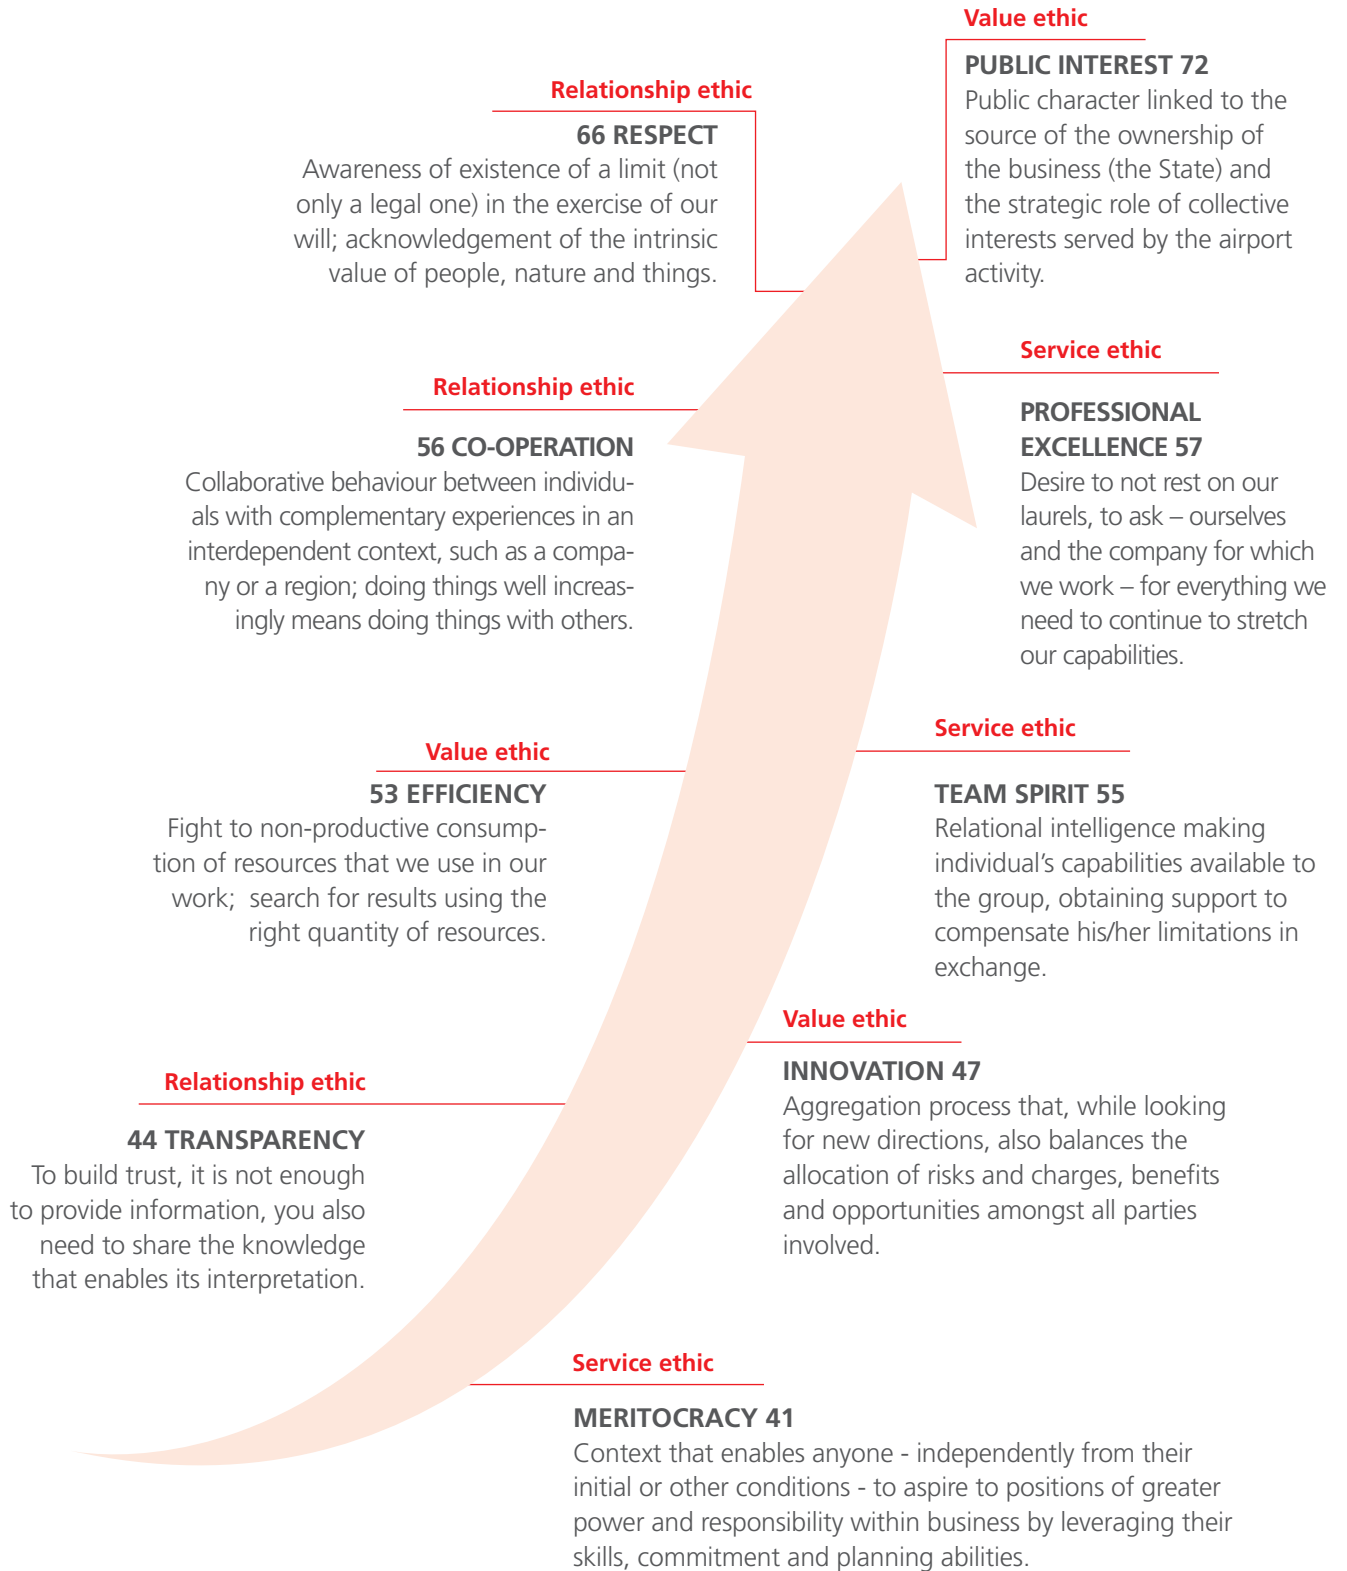 Value ethic
PUBLIC INTEREST 72
Public character linked to the
source of the ownership of
the business (the State) and
the strategic role of collective
interests served by the airport
activity.
Relationship ethic
66 RESPECT
Awareness of existence of a limit (not
only a legal one) in the exercise of our
will; acknowledgement of the intrinsic
value of people, nature and things.
Service ethic
PROFESSIONAL
EXCELLENCE 57
Desire to not rest on our
laurels, to ask – ourselves
and the company for which
we work – for everything we
need to continue to stretch
our capabilities.
Relationship ethic
56 CO-OPERATION
Collaborative behaviour between individu-
als with complementary experiences in an
interdependent context, such as a compa-
ny or a region; doing things well increas-
ingly means doing things with others.
Service ethic
TEAM SPIRIT 55
Relational intelligence making
individual’s capabilities available to
the group, obtaining support to
compensate his/her limitations in
exchange.
Value ethic
53 EFFICIENCY
Fight to non-productive consump-
tion of resources that we use in our
work;  search for results using the
right quantity of resources.
Value ethic
INNOVATION 47
Aggregation process that, while looking
for new directions, also balances the
allocation of risks and charges, benefits
and opportunities amongst all parties
involved.
Relationship ethic
44 TRANSPARENCY
To build trust, it is not enough
to provide information, you also
need to share the knowledge
that enables its interpretation.
Service ethic
MERITOCRACY 41
Context that enables anyone - independently from their
initial or other conditions - to aspire to positions of greater
power and responsibility within business by leveraging their
skills, commitment and planning abilities.